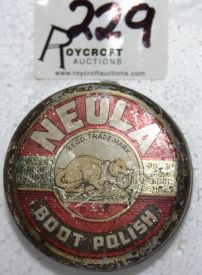 229
ROYCROFT
AUCTIONS
www.roycroftauctions.com
NEULA
REGD. TRADE MARK
BOOT POLISH